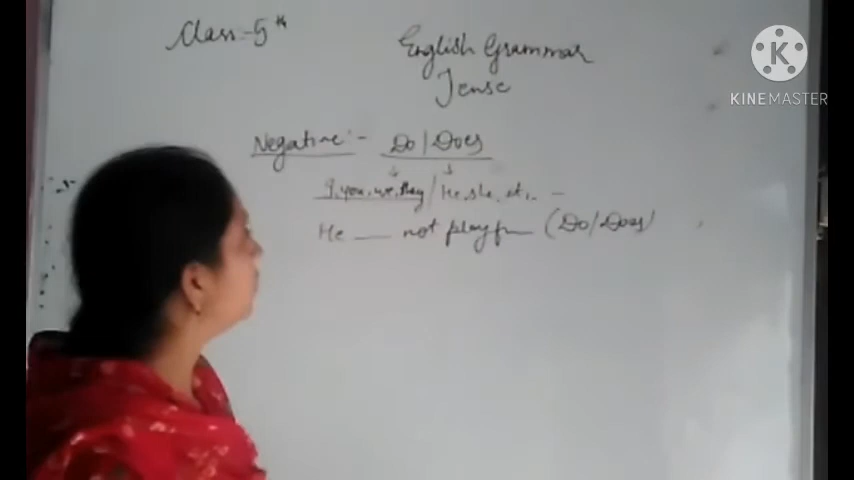 Class-5th
English Grammar
Tense
Negative:- Do/Does
I, you, we, they / He, she, it, -
He ___ not play (Do/Does)
K
KINEMASTER